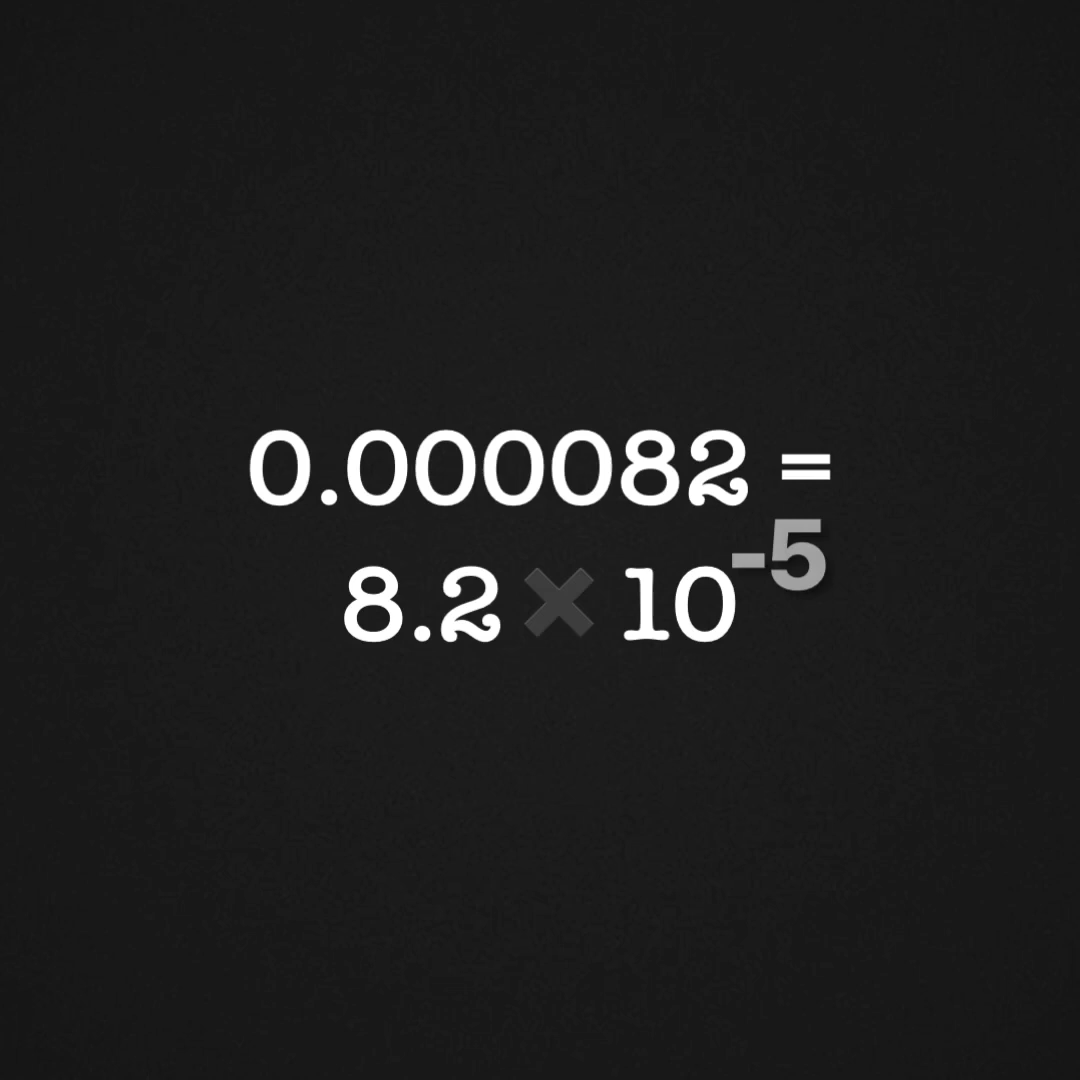 0.000082 =
8.2 ✖ 10⁻⁵